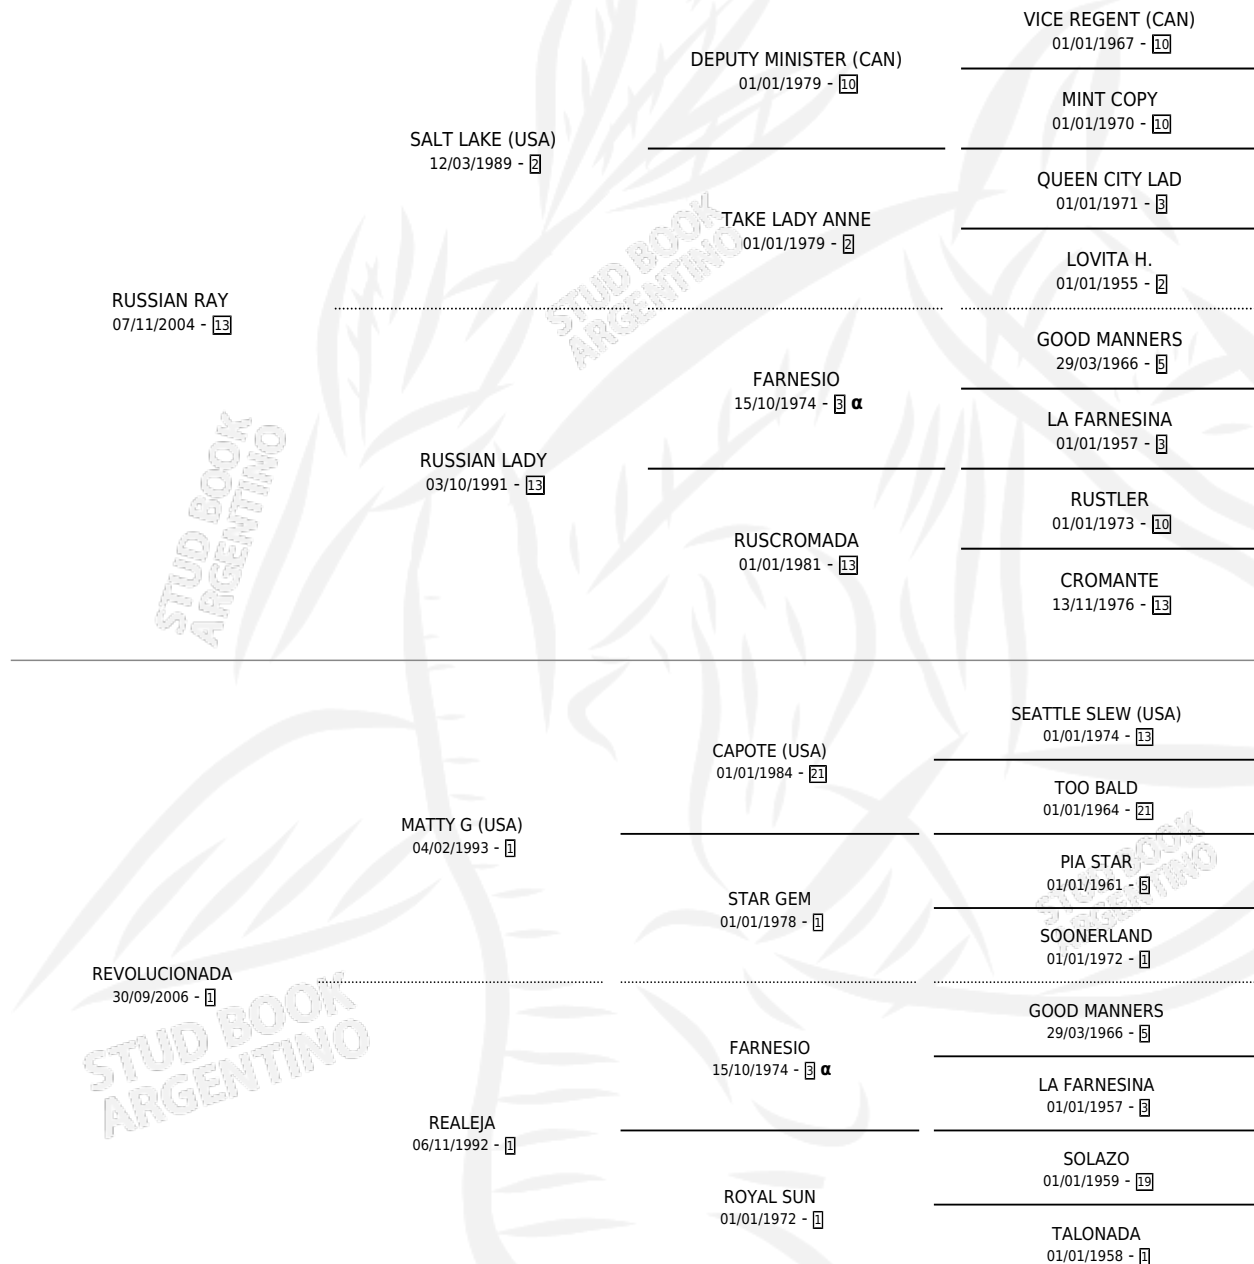 VICE REGENT (CAN)
01/01/1967 - 10
DEPUTY MINISTER (CAN)
01/01/1979 - 10
MINT COPY
01/01/1970 - 10
SALT LAKE (USA)
12/03/1989 - 2
QUEEN CITY LAD
01/01/1971 - 3
TAKE LADY ANNE
01/01/1979 - 2
LOVITA H.
01/01/1955 - 2
STUD BOOK
ARGENTINO
RUSSIAN RAY
07/11/2004 - 13
GOOD MANNERS
29/03/1966 - 5
FARNESIO
15/10/1974 - 3 α
LA FARNESINA
01/01/1957 - 3
RUSSIAN LADY
03/10/1991 - 13
RUSTLER
01/01/1973 - 10
RUSCROMADA
01/01/1981 - 13
CROMANTE
13/11/1976 - 13
STUD BOOK
ARGENTINO
SEATTLE SLEW (USA)
01/01/1974 - 13
CAPOTE (USA)
01/01/1984 - 21
TOO BALD
01/01/1964 - 21
MATTY G (USA)
04/02/1993 - 1
PIA STAR
01/01/1961 - 5
STAR GEM
01/01/1978 - 1
SOONERLAND
01/01/1972 - 1
STUD BOOK
ARGENTINO
REVOLUCIONADA
30/09/2006 - 1
GOOD MANNERS
29/03/1966 - 5
FARNESIO
15/10/1974 - 3 α
LA FARNESINA
01/01/1957 - 3
STUD BOOK
ARGENTINO
REALEJA
06/11/1992 - 1
SOLAZO
01/01/1959 - 19
ROYAL SUN
01/01/1972 - 1
TALONADA
01/01/1958 - 1